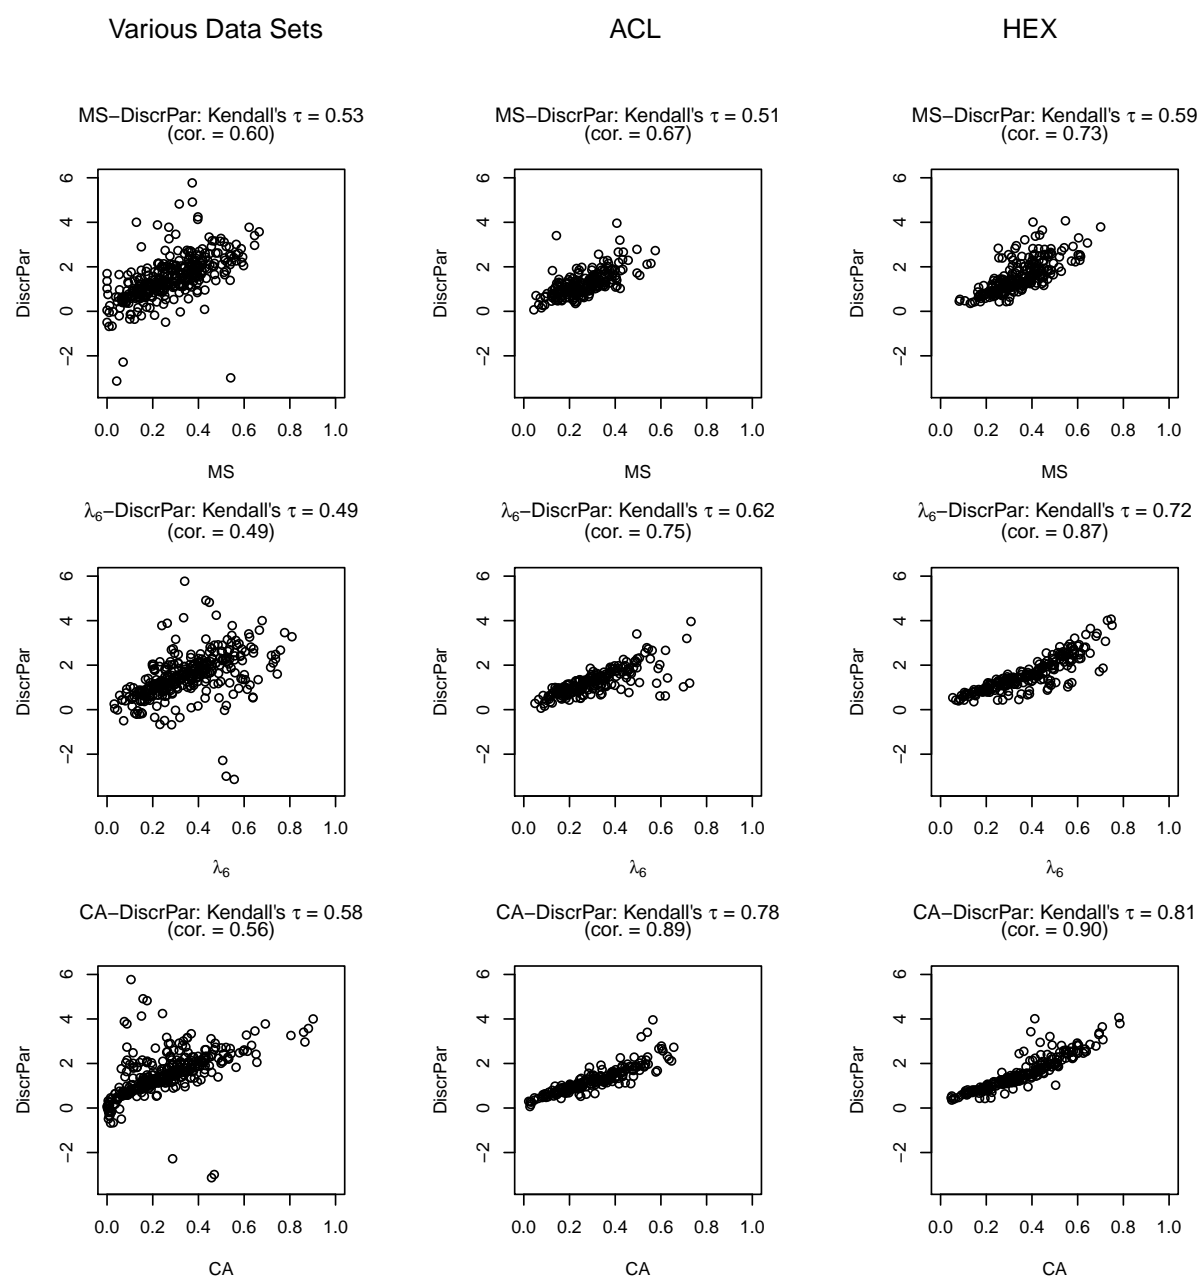 Various Data Sets ACL HEX
MS−DiscrPar: Kendall's τ = 0.53 MS−DiscrPar: Kendall's τ = 0.51 MS−DiscrPar: Kendall's τ = 0.59
(cor. = 0.60) (cor. = 0.67) (cor. = 0.73)
6 6 6
4 4 4
2 2 2
0 0 0
−2 −2 −2
DiscrPar DiscrPar DiscrPar
0.0 0.2 0.4 0.6 0.8 1.0 0.0 0.2 0.4 0.6 0.8 1.0 0.0 0.2 0.4 0.6 0.8 1.0
MS MS MS
λ6−DiscrPar: Kendall's τ = 0.49 λ6−DiscrPar: Kendall's τ = 0.62 λ6−DiscrPar: Kendall's τ = 0.72
(cor. = 0.49) (cor. = 0.75) (cor. = 0.87)
6 6 6
4 4 4
2 2 2
0 0 0
−2 −2 −2
DiscrPar DiscrPar DiscrPar
0.0 0.2 0.4 0.6 0.8 1.0 0.0 0.2 0.4 0.6 0.8 1.0 0.0 0.2 0.4 0.6 0.8 1.0
λ6 λ6 λ6
CA−DiscrPar: Kendall's τ = 0.58 CA−DiscrPar: Kendall's τ = 0.78 CA−DiscrPar: Kendall's τ = 0.81
(cor. = 0.56) (cor. = 0.89) (cor. = 0.90)
6 6 6
4 4 4
2 2 2
0 0 0
−2 −2 −2
DiscrPar DiscrPar DiscrPar
0.0 0.2 0.4 0.6 0.8 1.0 0.0 0.2 0.4 0.6 0.8 1.0 0.0 0.2 0.4 0.6 0.8 1.0
CA CA CA